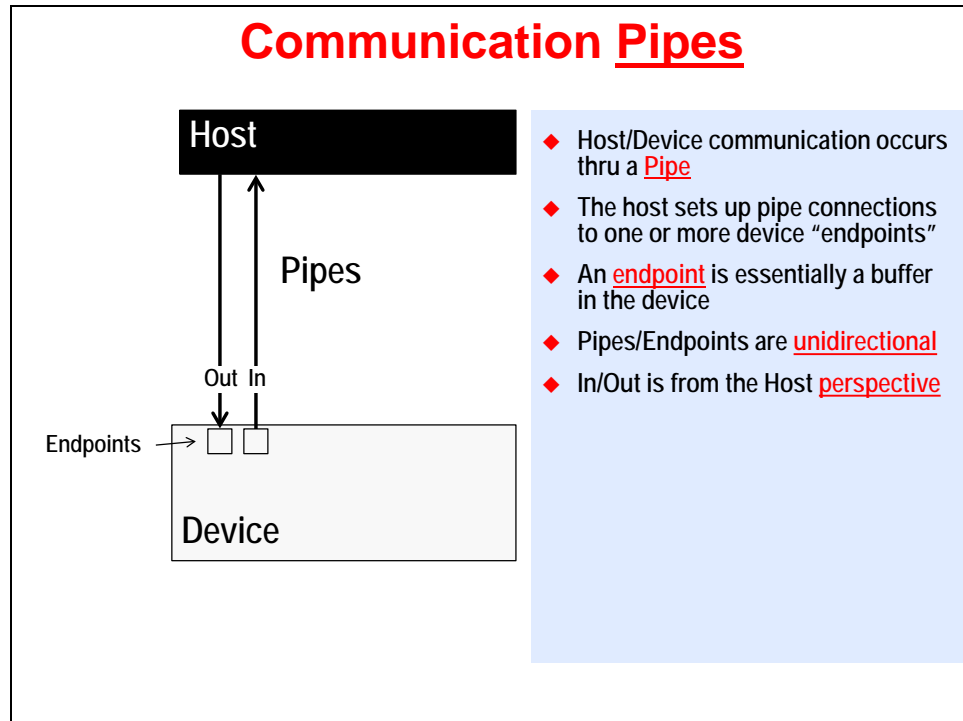 Communication Pipes
Host
Pipes
Out In
Endpoints
Device
Host/Device communication occurs
thru a Pipe
The host sets up pipe connections
to one or more device “endpoints”
An endpoint is essentially a buffer
in the device
Pipes/Endpoints are unidirectional
In/Out is from the Host perspective